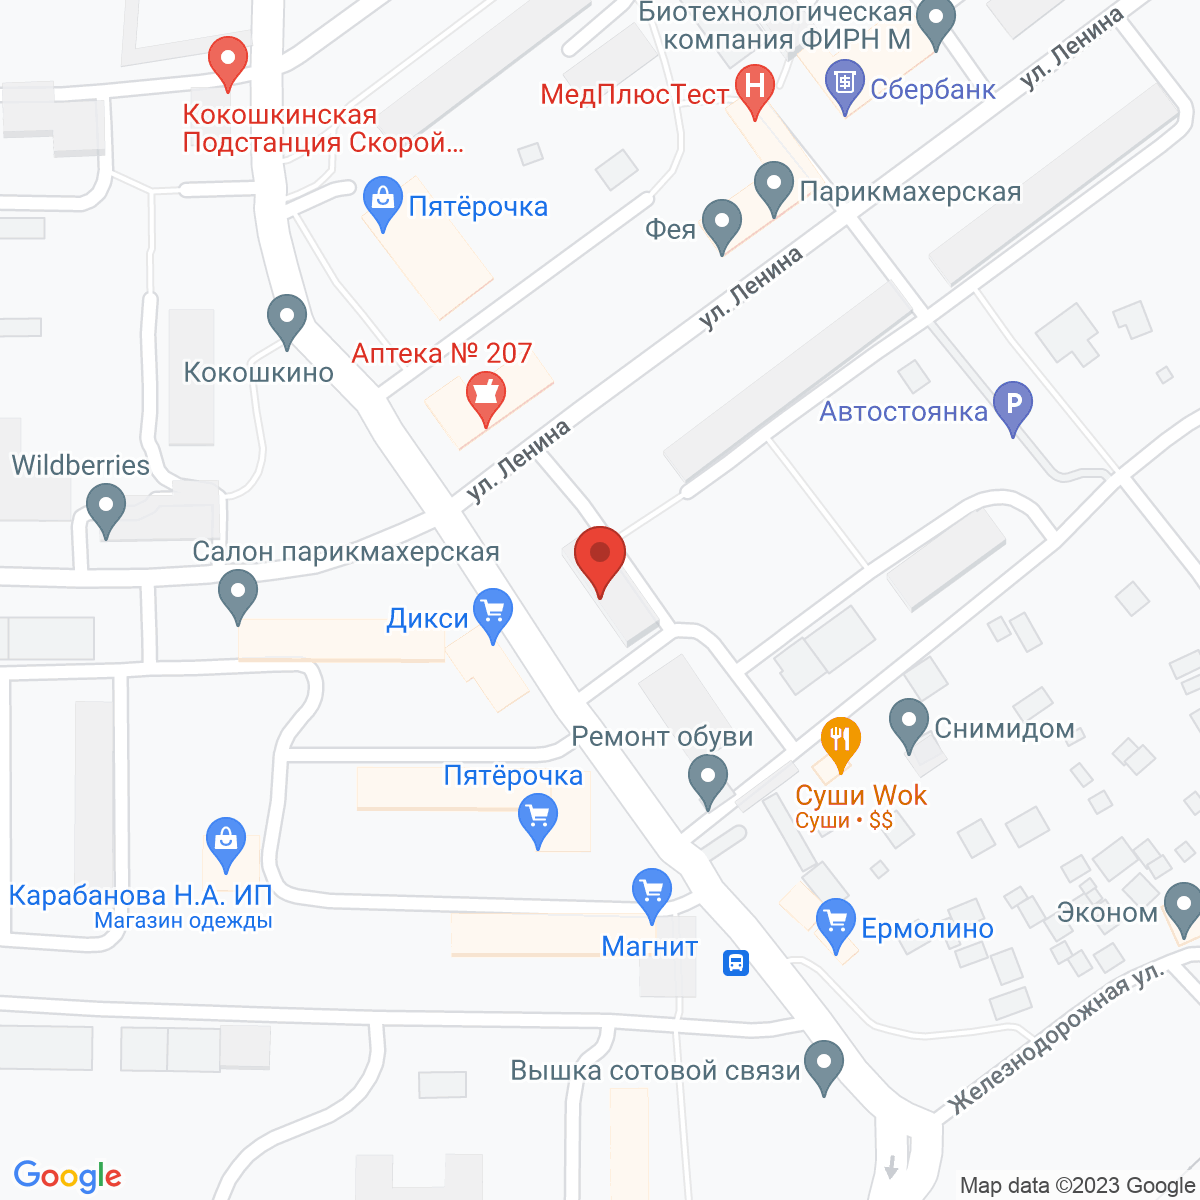 Биотехнологическая
компания ФИРН М
ул. Ленина
МедПлюсТест
H
Сбербанк
Кокошкинская
Подстанция Скорой...
Пятёрочка
Парикмахерская
Фея
ул. Ленина
Кокошкино
Аптека № 207
Автостоянка
P
ул. Ленина
Wildberries
Салон парикмахерская
Дикси
Ремонт обуви
Снимидом
Пятёрочка
Суши Wok
Суши • $$
Карабанова Н.А. ИП
Магазин одежды
Магнит
Ермолино
Эконом
Железнодорожная ул.
Вышка сотовой связи
Google
Map data ©2023 Google